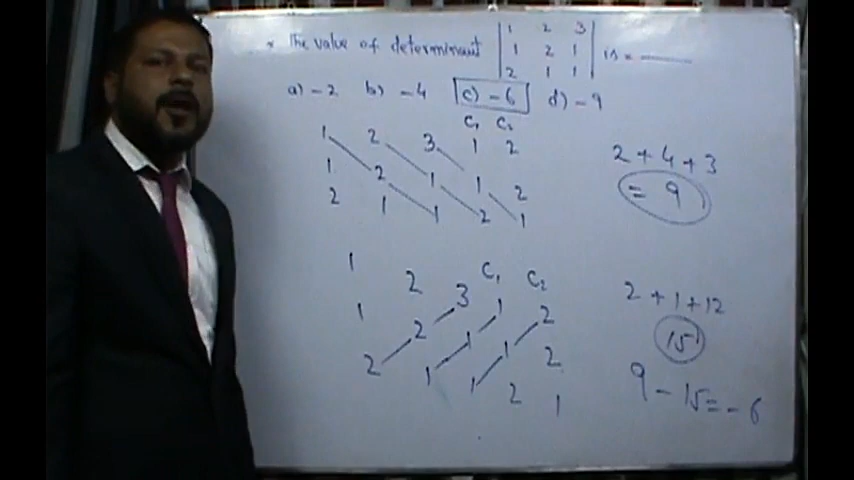 * The value of determinant | 1 2 3 | is = ______
| 1 2 1 |
| 2 1 1 |
a) -2 b) -4 c) -6 d) -9
C₁ C₂
1 2 3 1 2
1 2 1 1 2
2 1 1 2 1
2 + 4 + 3
= 9
C₁ C₂
1 2 3 1 2
1 2 1 1 2
2 1 1 2 1
2 + 1 + 12
15
9 - 15 = - 6